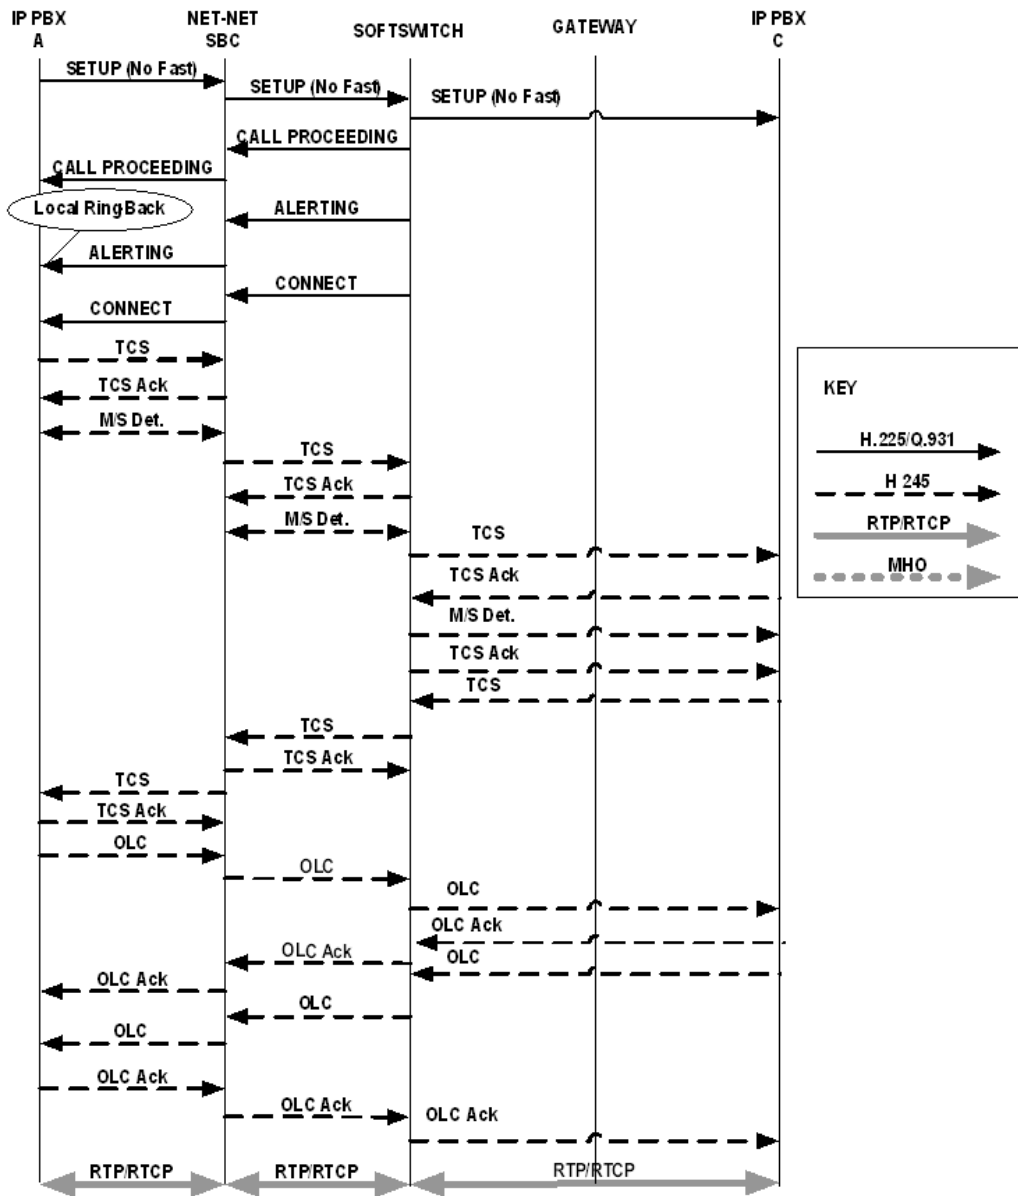 IP PBX
A
NET-NET
SBC
SOFTSWITCH
GATEWAY
IP PBX
C
SETUP (No Fast)
SETUP (No Fast)
SETUP (No Fast)
CALL PROCEEDING
CALL PROCEEDING
Local Ring-Back
ALERTING
ALERTING
CONNECT
CONNECT
TCS
TCS Ack
M/S Det.
TCS
TCS Ack
M/S Det.
TCS
TCS Ack
M/S Det.
TCS Ack
TCS
TCS
TCS Ack
TCS
TCS Ack
OLC
OLC
OLC
OLC Ack
OLC Ack
OLC
OLC Ack
OLC
OLC
OLC Ack
OLC Ack
OLC Ack
RTP/RTCP
RTP/RTCP
RTP/RTCP
KEY
H.225/Q.931
H 245
RTP/RTCP
MHO